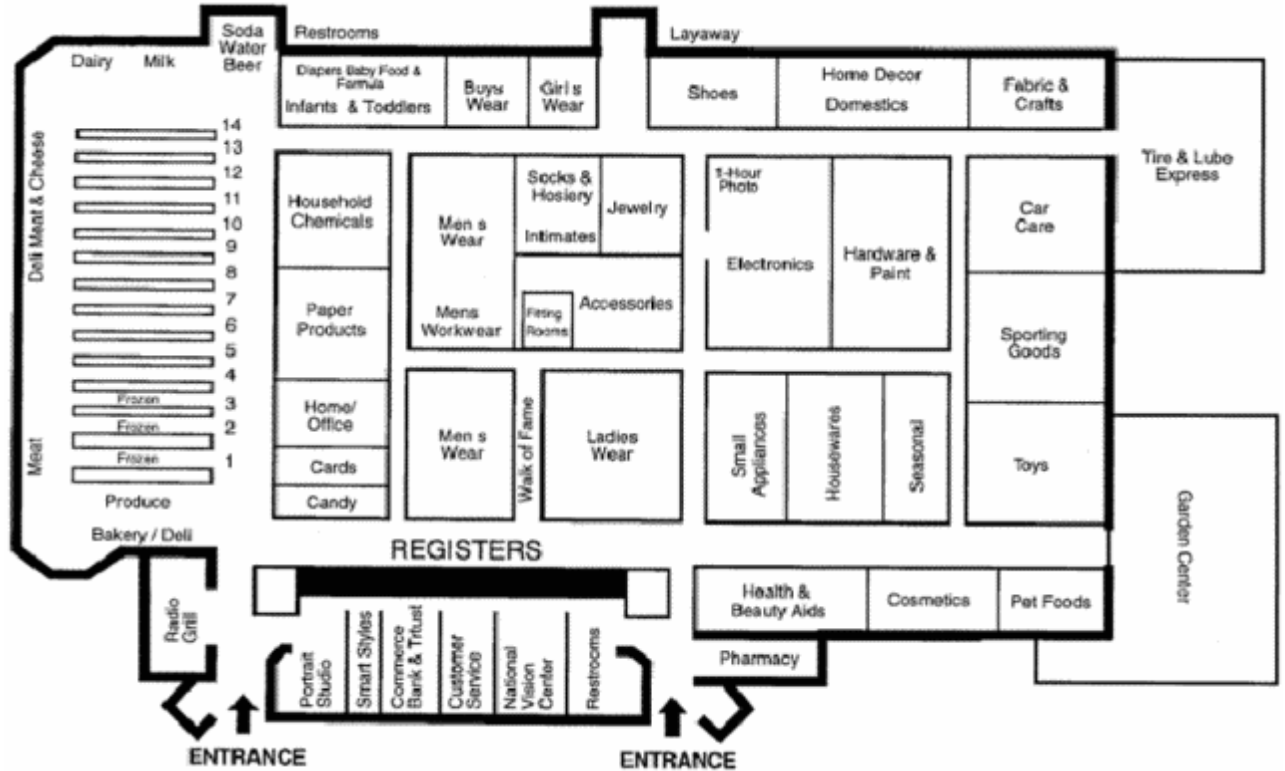 Soda
Water
Beer
Restrooms
Layaway
Dairy
Milk
Diapers Baby Food &
Formula
Infants & Toddlers
Buys
Wear
Girl s
Wear
Shoes
Home Decor
Domestics
Fabric &
Crafts
Tire & Lube
Express
Deli Meat & Cheese
14
13
12
11
10
9
8
7
6
5
4
3
2
1
Frozen
Frozen
Frozen
Meat
Produce
Bakery / Deli
Household
Chemicals
Paper
Products
Home/
Office
Cards
Candy
Men s
Wear
Mens
Workwear
Socks &
Hosiery
Intimates
Jewelry
Fitting
Rooms
Accessories
1-Hour
Photo
Electronics
Hardware &
Paint
Car
Care
Sporting
Goods
Toys
Men s
Wear
Walk of Fame
Ladies
Wear
Small
Appliances
Housewares
Seasonal
Garden Center
REGISTERS
Health &
Beauty Aids
Cosmetics
Pet Foods
Pharmacy
Radio
Grill
Portrart
Studio
Smart Styles
Commerce
Bank & Trtust
Customer
Service
National
Vision
Center
Restrooms
ENTRANCE
ENTRANCE